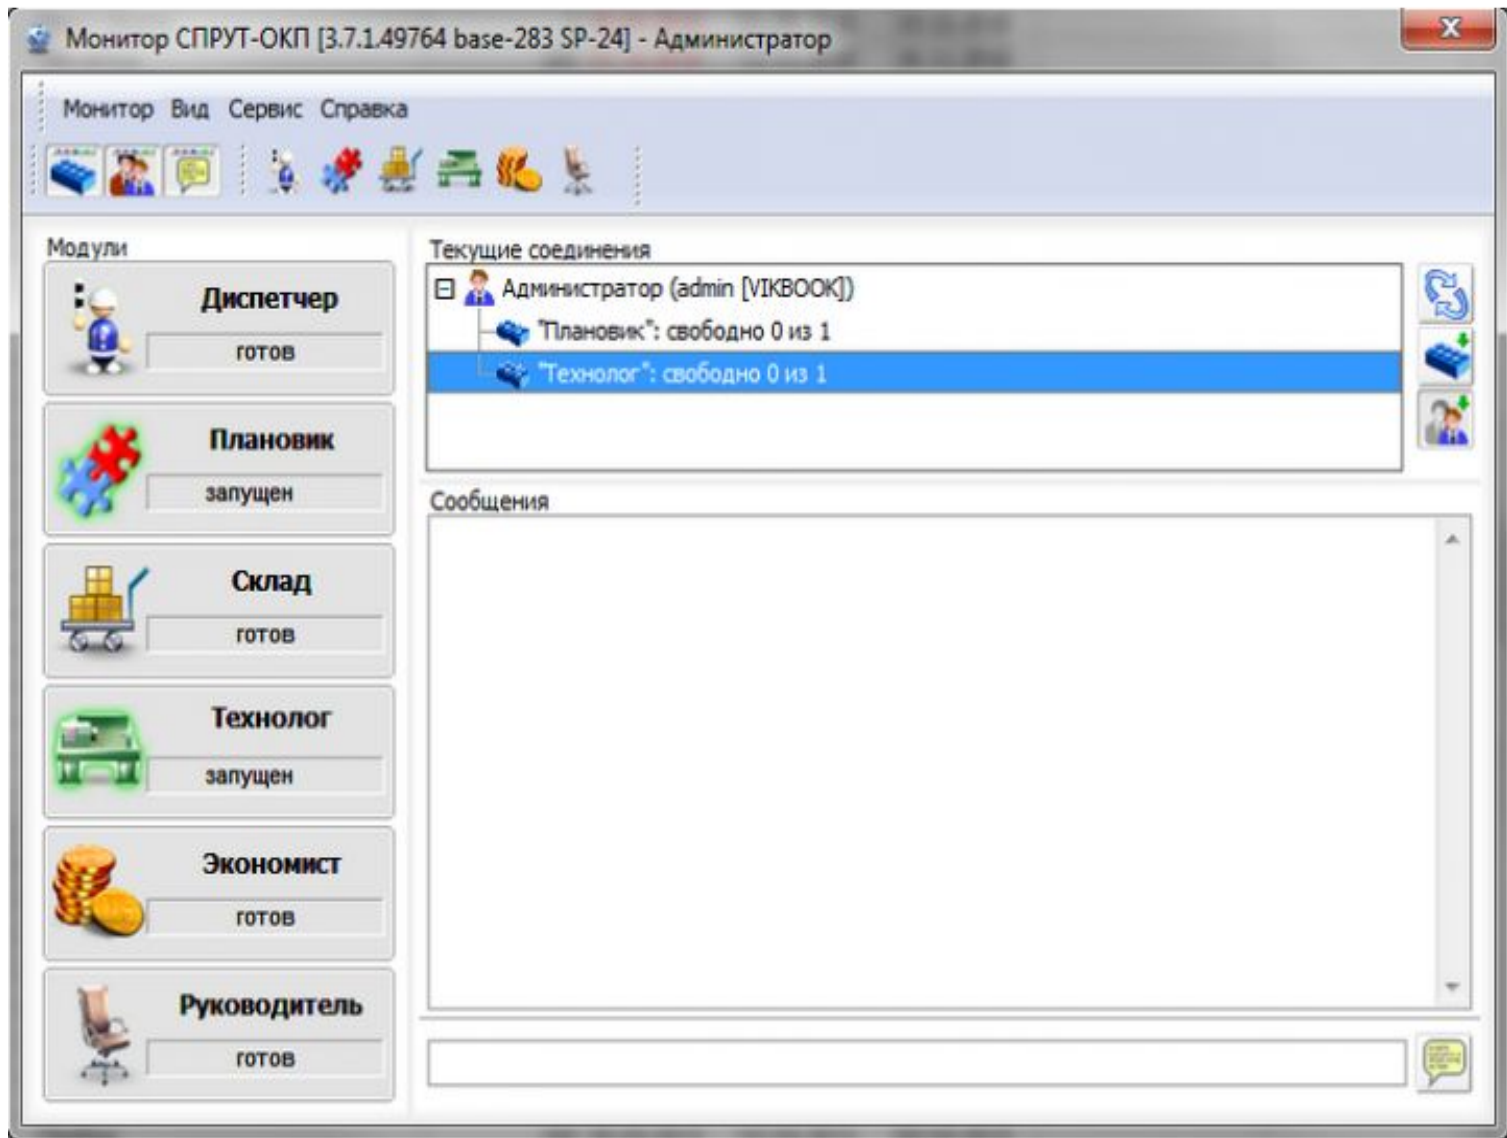 Монитор СПРУТ-ОКП [3.7.1.49764 base-283 SP-24] - Администратор
Монитор Вид Сервис Справка
Модули
Диспетчер
готов
Плановик
запущен
Склад
готов
Технолог
запущен
Экономист
готов
Руководитель
готов
Текущие соединения
Администратор (admin [VIKBOOK])
"Плановик": свободно 0 из 1
"Технолог": свободно 0 из 1
Сообщения